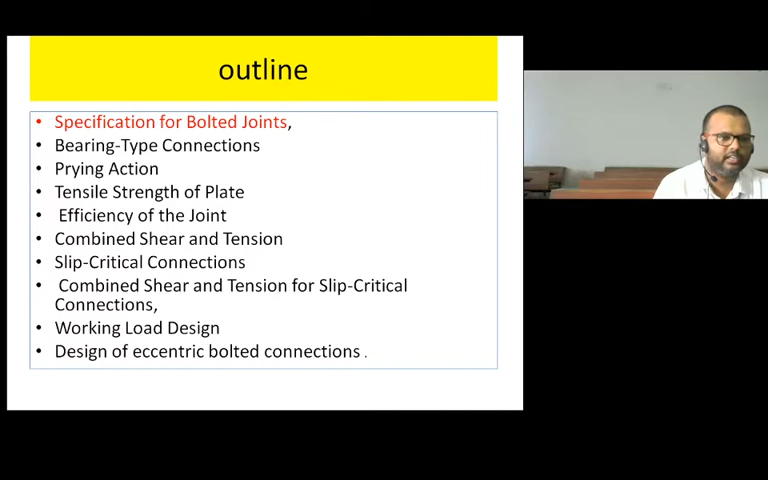 outline
• Specification for Bolted Joints,
• Bearing-Type Connections
• Prying Action
• Tensile Strength of Plate
• Efficiency of the Joint
• Combined Shear and Tension
• Slip-Critical Connections
• Combined Shear and Tension for Slip-Critical
Connections,
• Working Load Design
• Design of eccentric bolted connections .